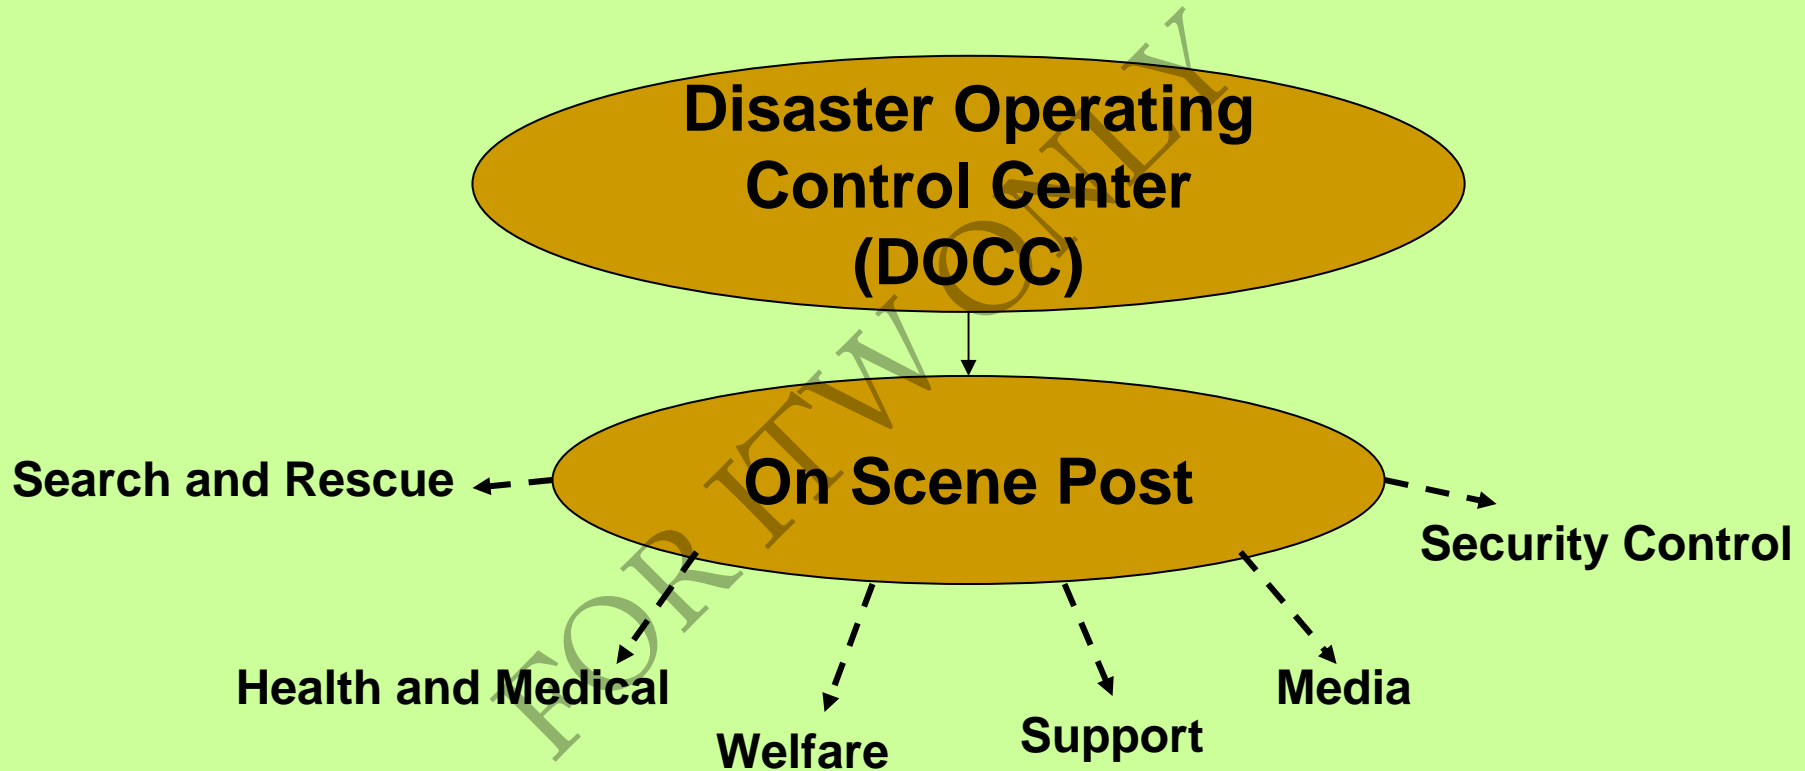 Disaster Operating
Control Center
(DOCC)
On Scene Post
Search and Rescue
Security Control
Health and Medical
Media
Welfare
Support
FOR ITW ONLY